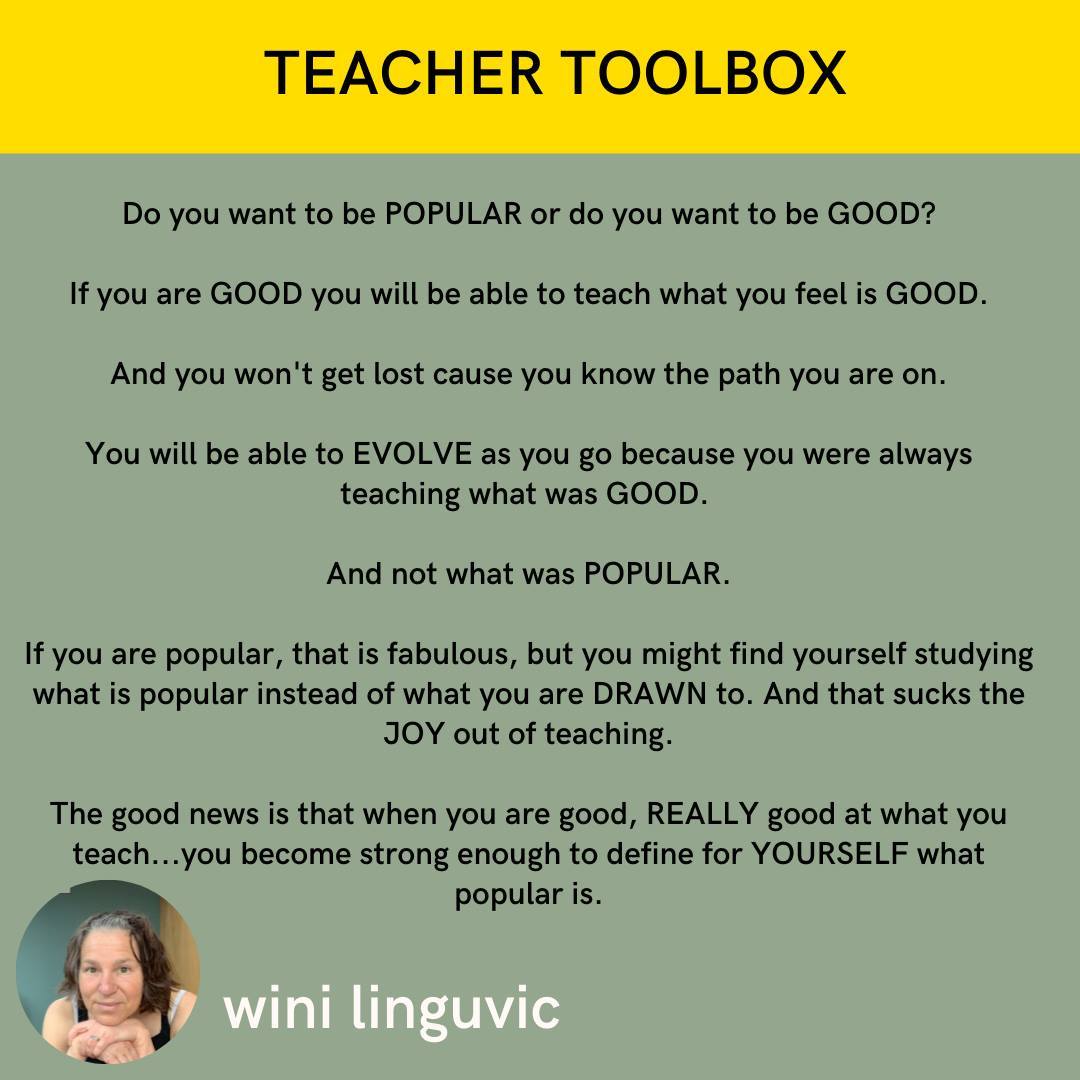 TEACHER TOOLBOX
Do you want to be POPULAR or do you want to be GOOD?
If you are GOOD you will be able to teach what you feel is GOOD.
And you won't get lost cause you know the path you are on.
You will be able to EVOLVE as you go because you were always
teaching what was GOOD.
And not what was POPULAR.
If you are popular, that is fabulous, but you might find yourself studying
what is popular instead of what you are DRAWN to. And that sucks the
JOY out of teaching.
The good news is that when you are good, REALLY good at what you
teach...you become strong enough to define for YOURSELF what
popular is.
wini linguvic